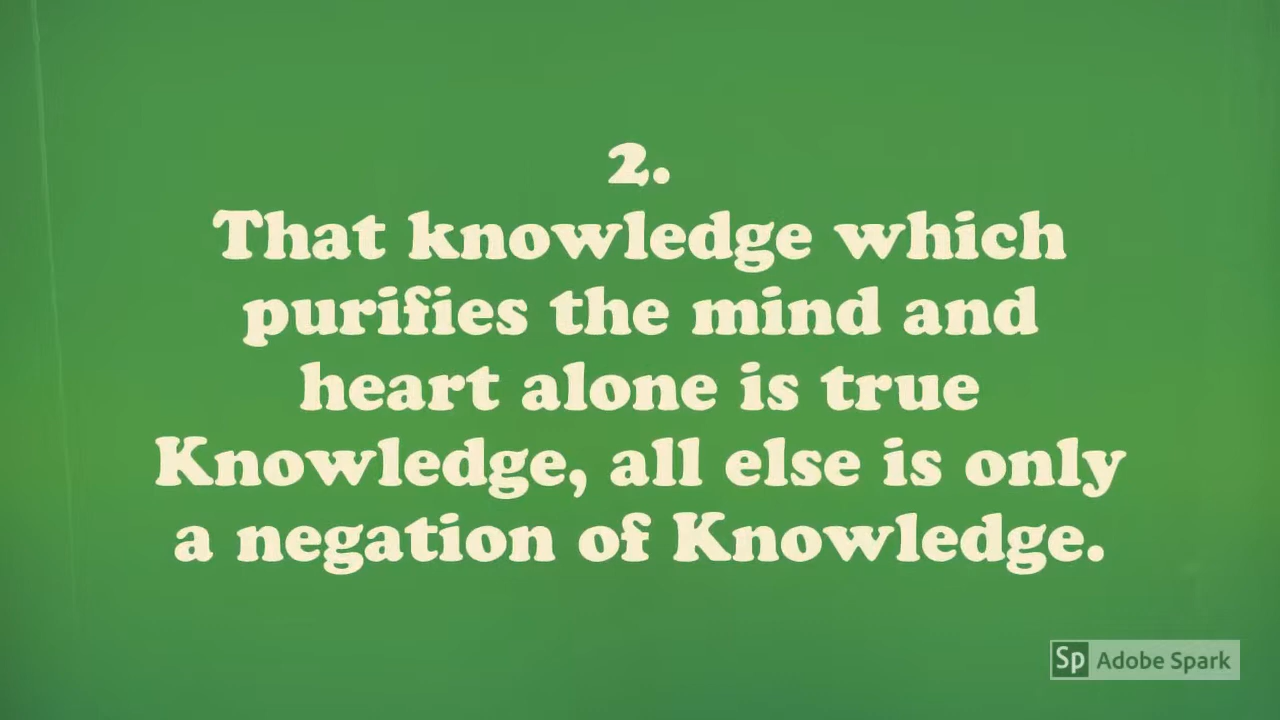 2.
That knowledge which
purifies the mind and
heart alone is true
Knowledge, all else is only
a negation of Knowledge.
Sp Adobe Spark